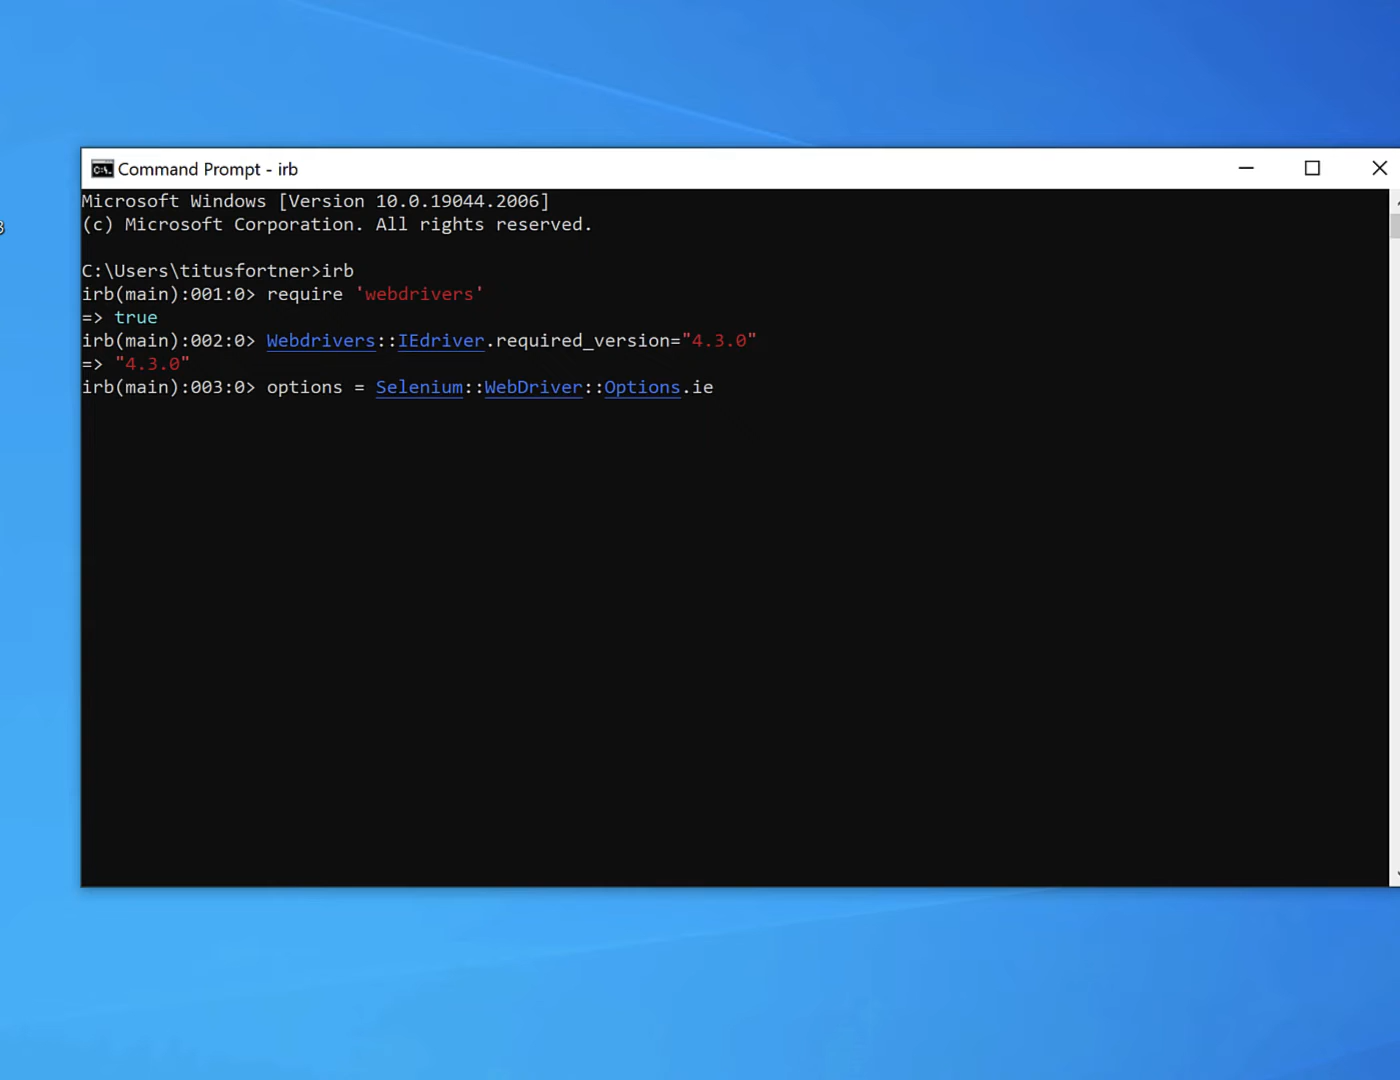 Command Prompt - irb
Microsoft Windows [Version 10.0.19044.2006]
(c) Microsoft Corporation. All rights reserved.
C:\Users\titusfortner>irb
irb(main):001:0> require 'webdrivers'
=> true
irb(main):002:0> Webdrivers::IEdriver.required_version="4.3.0"
=> "4.3.0"
irb(main):003:0> options = Selenium::WebDriver::Options.ie